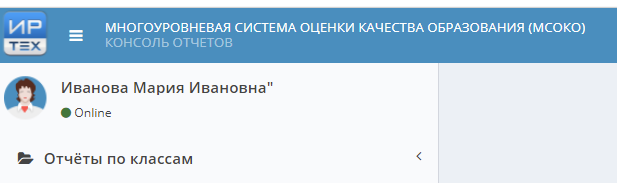 ИР
ТЕХ
МНОГОУРОВНЕВАЯ СИСТЕМА ОЦЕНКИ КАЧЕСТВА ОБРАЗОВАНИЯ (МСОКО)
КОНСОЛЬ ОТЧЕТОВ
Иванова Мария Ивановна"
Online
Отчёты по классам